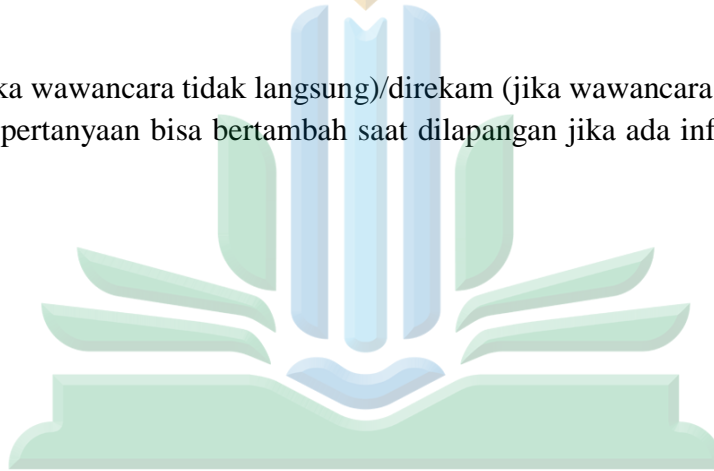 ka wawancara tidak langsung)/direkam (jika wawancara
pertanyaan bisa bertambah saat dilapangan jika ada inf